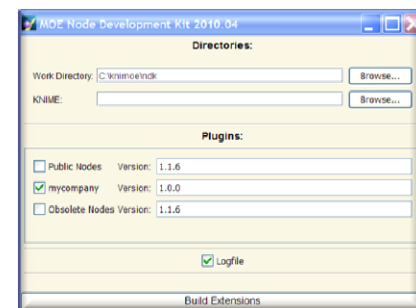 MOE Node Development Kit 2010.04
Directories:
Work Directory: C:\knimoe\ndk Browse...
KNIME: Browse...
Plugins:
Public Nodes Version: 1.1.6
mycompany Version: 1.0.0
Obsolete Nodes Version: 1.1.6
Logfile
Build Extensions